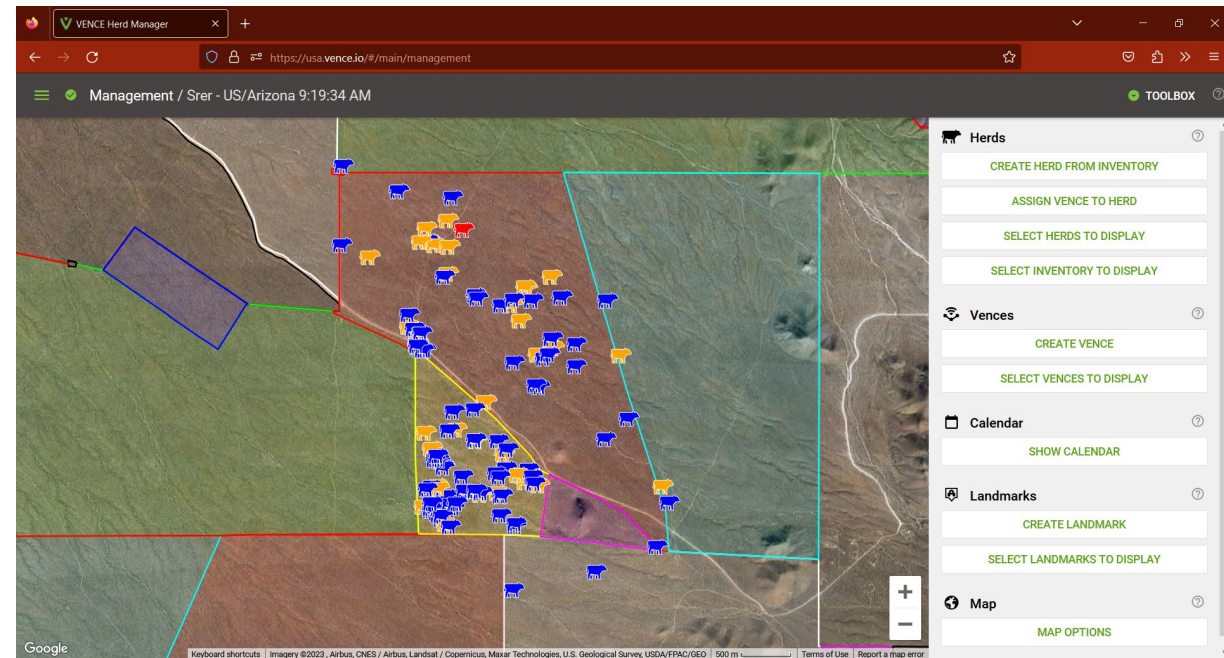 VENCE Herd Manager
https://usa.vence.io/#/main/management
Management / Srer - US/Arizona 9:19:34 AM
TOOLBOX
Herds
CREATE HERD FROM INVENTORY
ASSIGN VENCE TO HERD
SELECT HERDS TO DISPLAY
SELECT INVENTORY TO DISPLAY
Vences
CREATE VENCE
SELECT VENCES TO DISPLAY
Calendar
SHOW CALENDAR
Landmarks
CREATE LANDMARK
SELECT LANDMARKS TO DISPLAY
Map
MAP OPTIONS
Google
Keyboard shortcuts Imagery ©2023 , Airbus, CNES / Airbus, Landsat / Copernicus, Maxar Technologies, U.S. Geological Survey, USDA/FPAC/GEO 500 m Terms of Use Report a map error